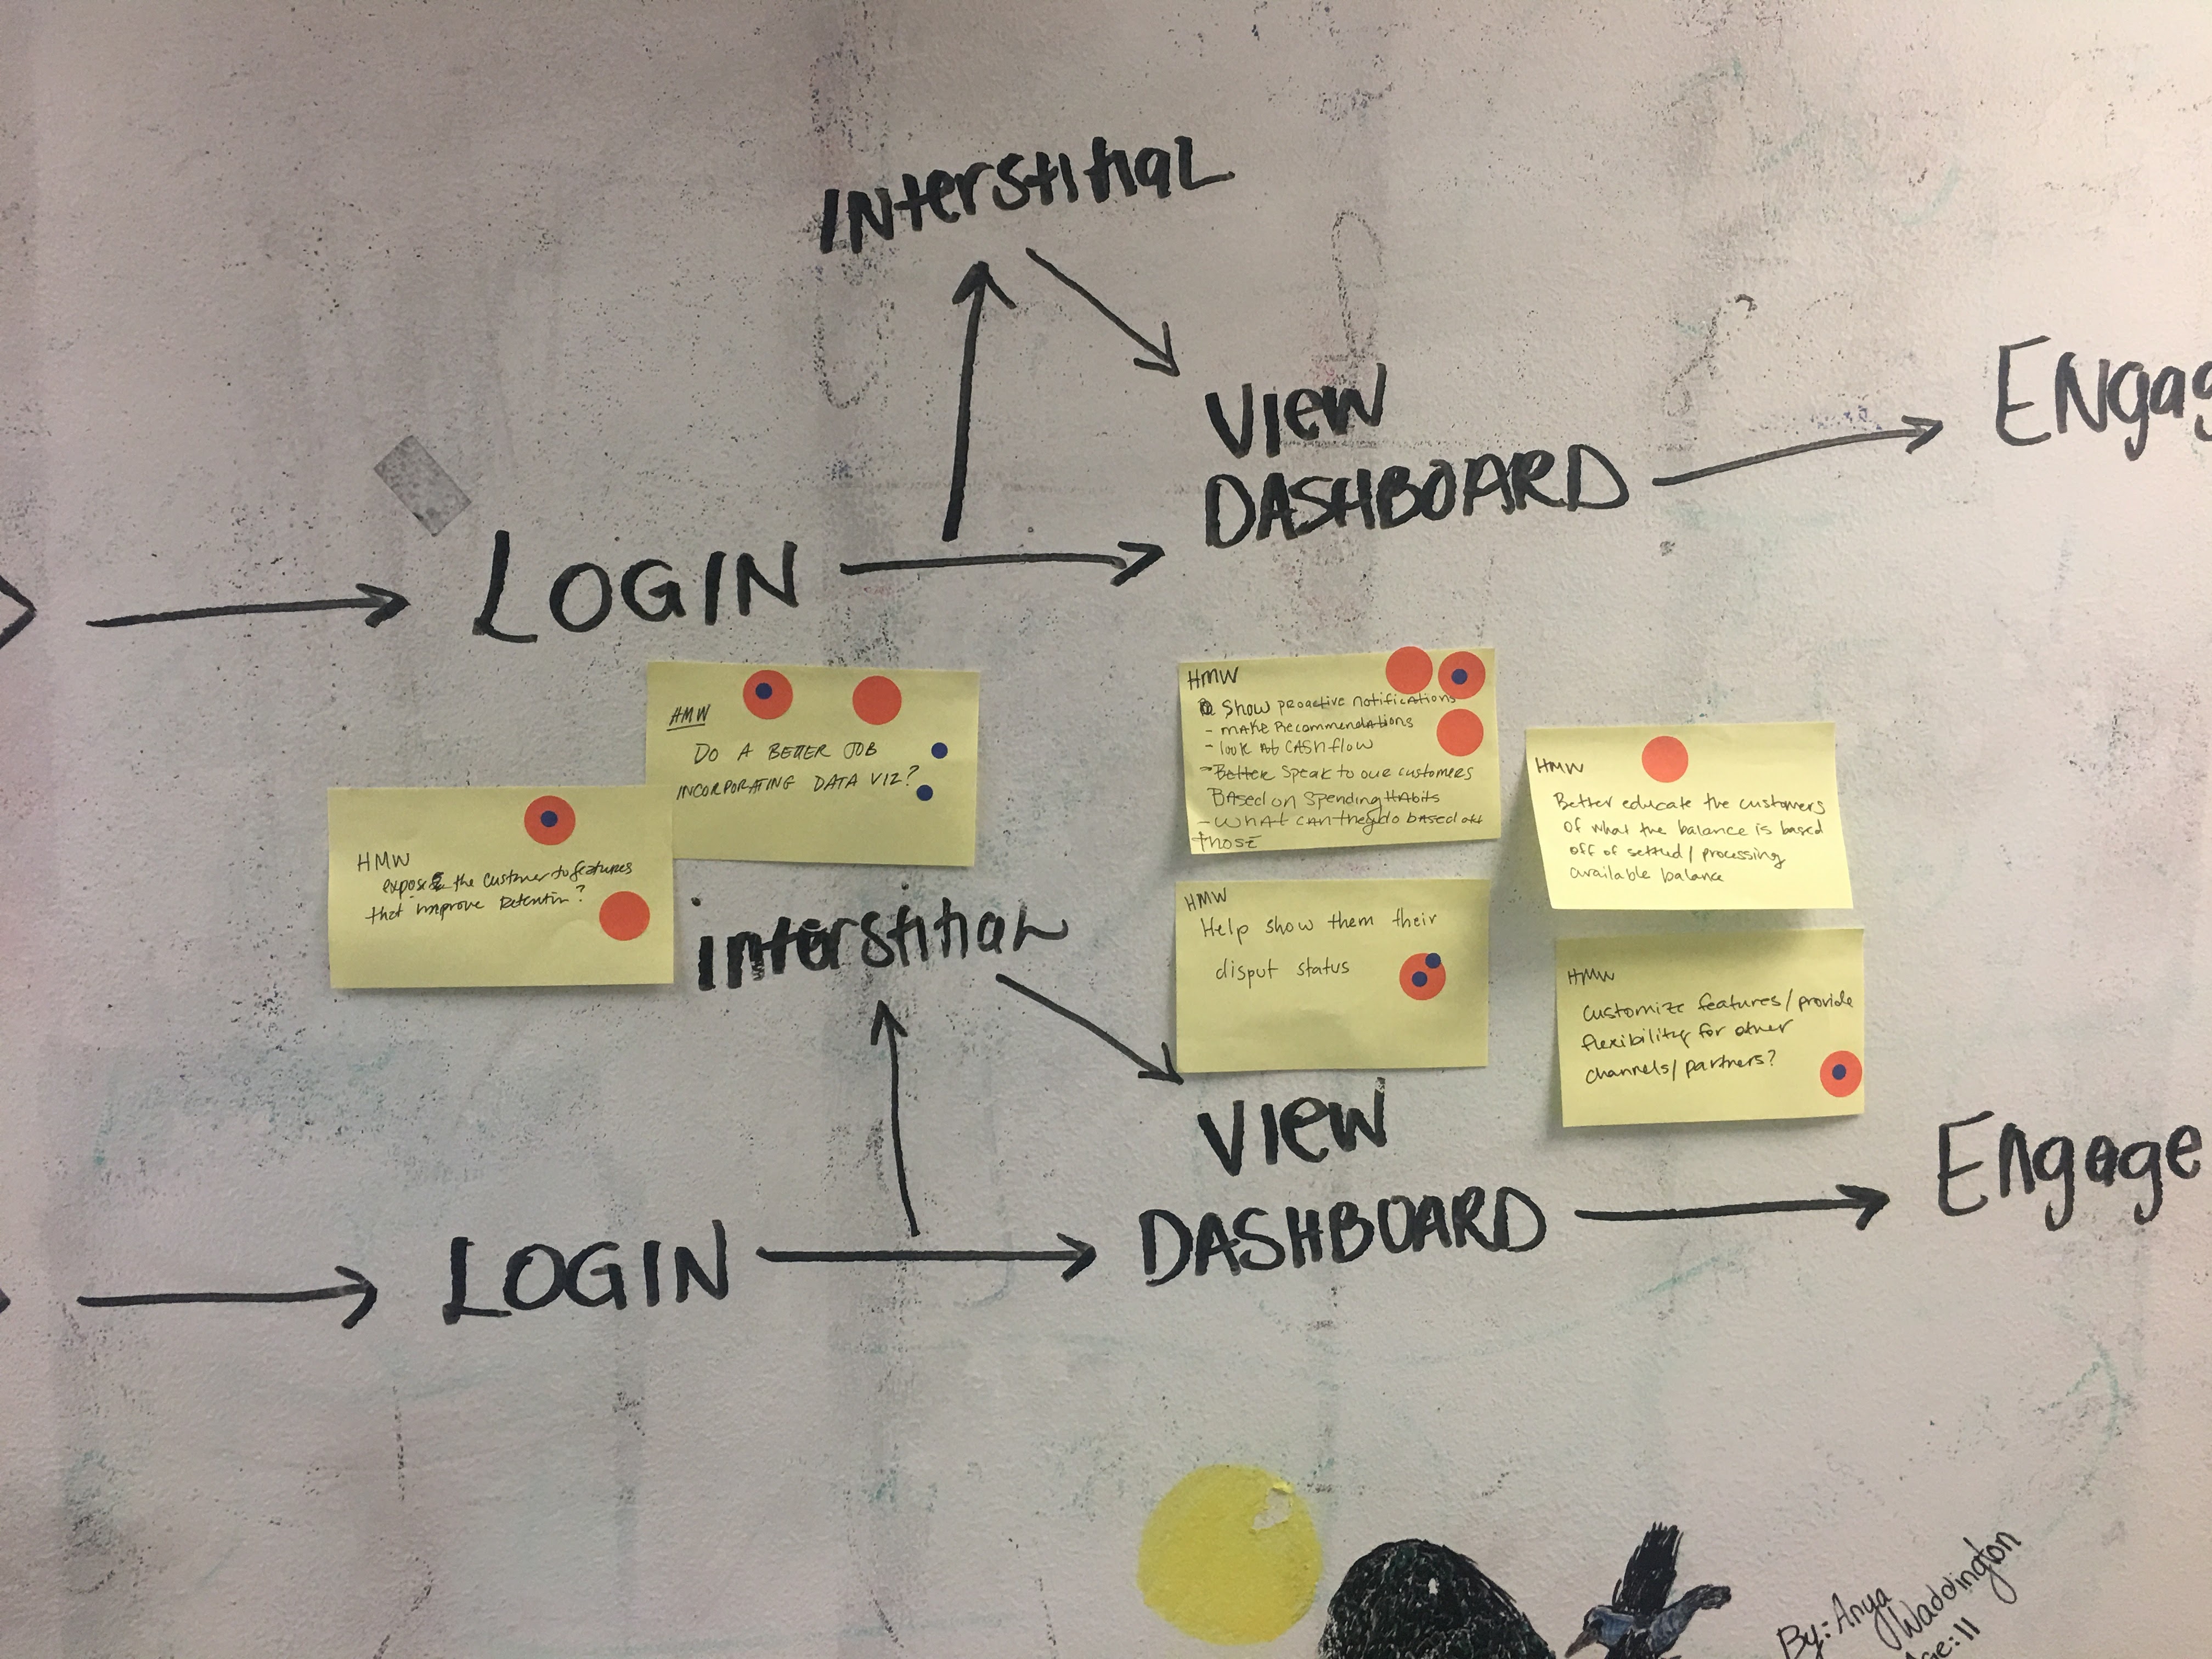 INterstitiaL
VIEW
DASHBOARD
ENgag
LOGIN
HMW
DO A BETTER JOB
INCORPORATING DATA VIZ?
HMW
expose the customer to features
that improve retention?
HMW
Show proactive notifications
- make Recommendations
- look at cash flow
- Better Speak to our customers
Based on spending Habits
- What can they do based off
those
HMW
Better educate the customers
of what the balance is based
off of settled / processing
available balance
HMW
Help show them their
disput status
HMW
customize features / provide
flexibility for other
channels / partners?
interstitiaL
VIEW
DASHBOARD
Engage
LOGIN
By: Anya
Waddington
Age: 11